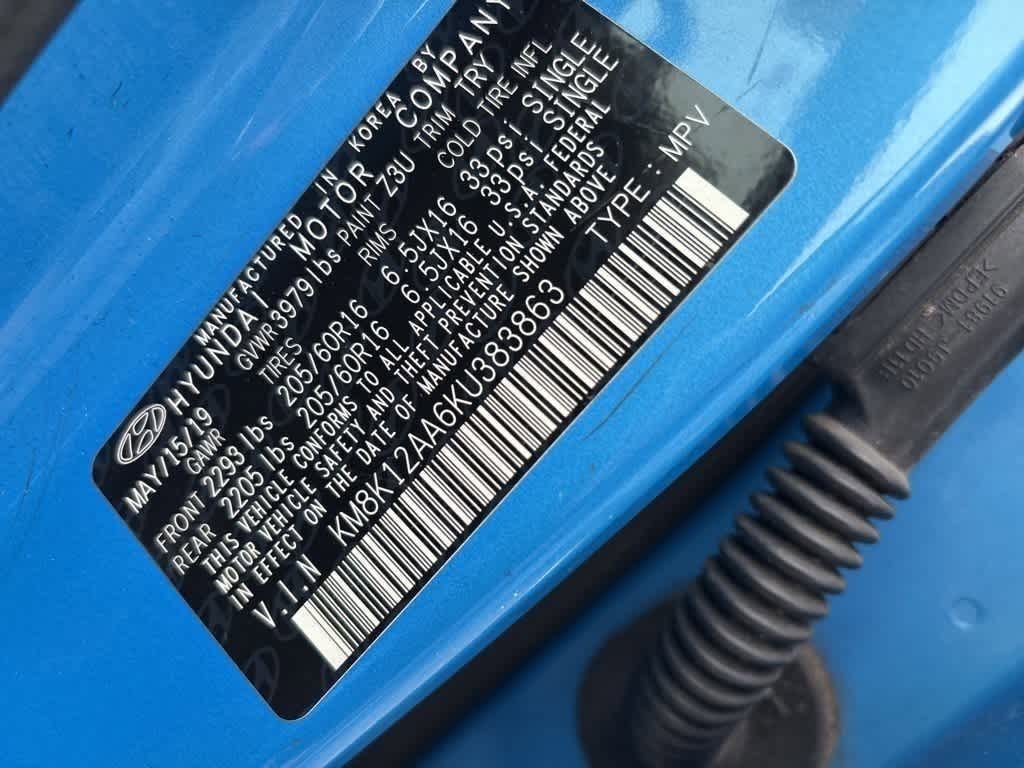 MANUFACTURED IN KOREA BY
HYUNDAI MOTOR COMPANY
MAY/15/19 GVWR 3979lbs PAINT Z3U TRIM TRY
GAWR TIRES RIMS COLD TIRE INFL
FRONT 2293 lbs 205/60R16 6.5JX16 33psi. SINGLE
REAR 2205 lbs 205/60R16 6.5JX16 33psi SINGLE
THIS VEHICLE CONFORMS TO ALL APPLICABLE U.S.A. FEDERAL
MOTOR VEHICLE SAFETY AND THEFT PREVENTION STANDARDS
IN EFFECT ON THE DATE OF MANUFACTURE SHOWN ABOVE
V.I.N KM8K12AA6KU383863 TYPE : MPV
91981